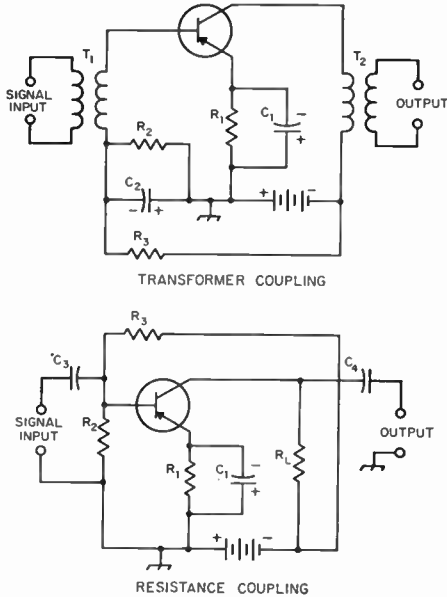 T1
T2
SIGNAL
INPUT
OUTPUT
R1
C1
-
+
R2
C2
- +
+ -
R3
TRANSFORMER COUPLING
R3
C3
C4
SIGNAL
INPUT
R2
OUTPUT
R1
C1
-
+
RL
+ -
RESISTANCE COUPLING